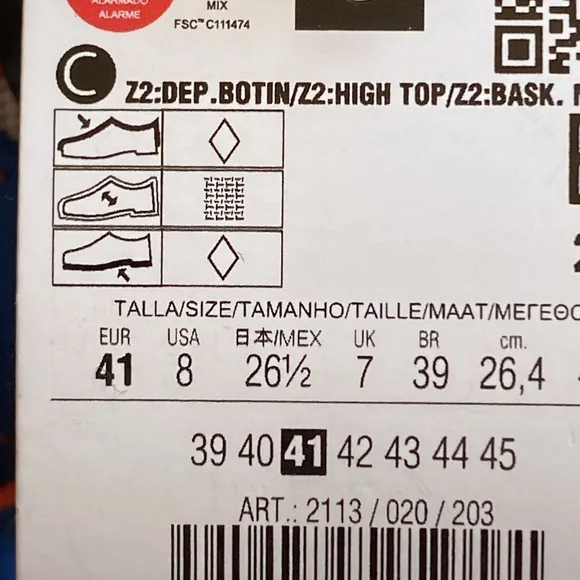 ALARMADO
ALARME
MIX
FSC™ C111474
C
Z2:DEP.BOTIN/Z2:HIGH TOP/Z2:BASK.
TALLA/SIZE/TAMANHO/TAILLE/MAAT/ΜΕΓΕΘΟ
EUR USA 日本/MEX UK BR cm.
41 8 26½ 7 39 26,4
39 40 41 42 43 44 45
ART.: 2113 / 020 / 203